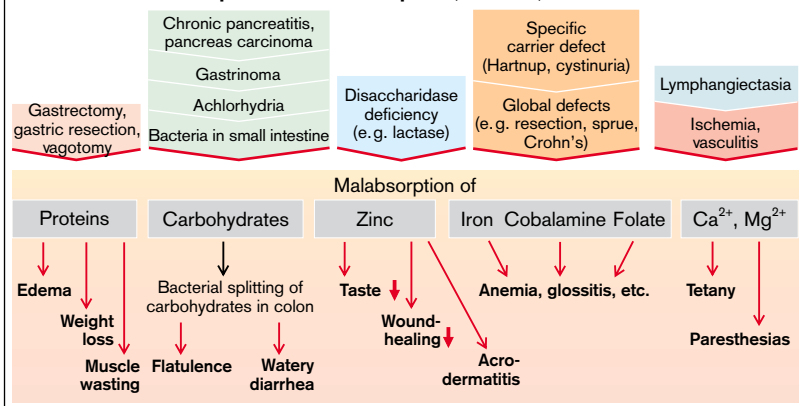 Chronic pancreatitis,
pancreas carcinoma
Gastrinoma
Achlorhydria
Bacteria in small intestine
Gastrectomy,
gastric resection,
vagotomy
Disaccharidase
deficiency
(e.g. lactase)
Specific
carrier defect
(Hartnup, cystinuria)
Global defects
(e.g. resection, sprue,
Crohn's)
Lymphangiectasia
Ischemia,
vasculitis
Malabsorption of
Proteins
Carbohydrates
Zinc
Iron Cobalamine Folate
Ca²⁺, Mg²⁺
Edema
Weight
loss
Muscle
wasting
Bacterial splitting of
carbohydrates in colon
Flatulence
Watery
diarrhea
Taste
Wound-
healing
Acro-
dermatitis
Anemia, glossitis, etc.
Tetany
Paresthesias